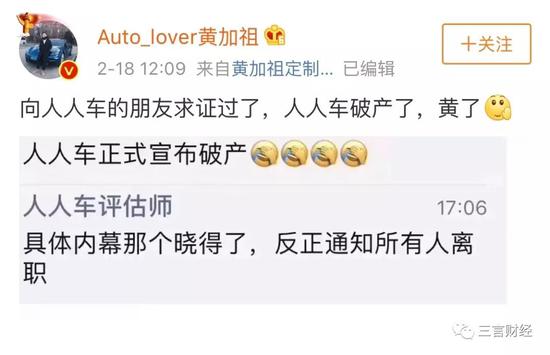 Auto_lover黄加祖
2-18 12:09 来自黄加祖定制... 已编辑
+关注
向人人车的朋友求证过了，人人车破产了，黄了
人人车正式宣布破产
人人车评估师 17:06
具体内幕那个晓得了，反正通知所有人离
职
三言财经